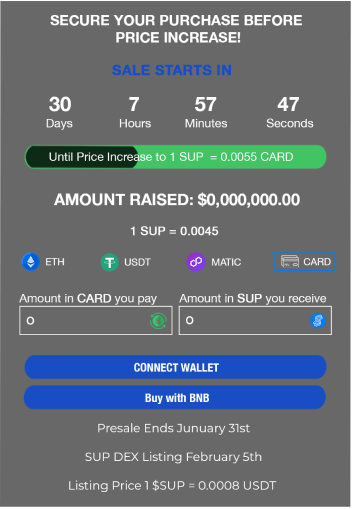 SECURE YOUR PURCHASE BEFORE
PRICE INCREASE!
SALE STARTS IN
30 7 57 47
Days Hours Minutes Seconds
Until Price Increase to 1 SUP = 0.0055 CARD
AMOUNT RAISED: $0,000,000.00
1 SUP = 0.0045
ETH USDT MATIC CARD
Amount in CARD you pay Amount in SUP you receive
0 0
CONNECT WALLET
Buy with BNB
Presale Ends Junuary 31st
SUP DEX Listing February 5th
Listing Price 1 $SUP = 0.0008 USDT